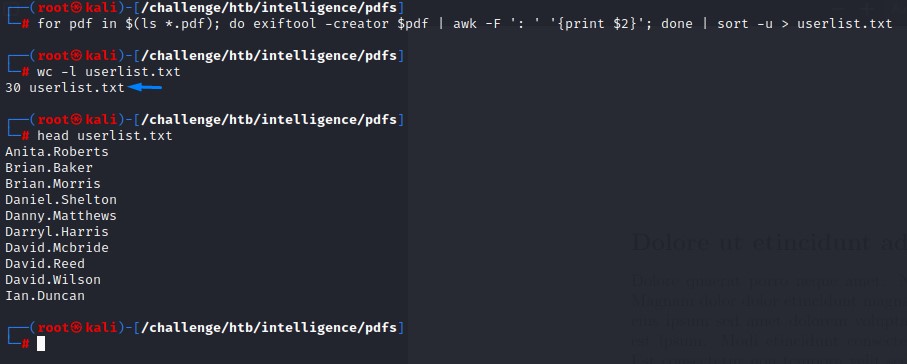 ┌──(root㉿kali)-[/challenge/htb/intelligence/pdfs]
└─# for pdf in $(ls *.pdf); do exiftool -creator $pdf | awk -F ': ' '{print $2}'; done | sort -u > userlist.txt
┌──(root㉿kali)-[/challenge/htb/intelligence/pdfs]
└─# wc -l userlist.txt
30 userlist.txt
┌──(root㉿kali)-[/challenge/htb/intelligence/pdfs]
└─# head userlist.txt
Anita.Roberts
Brian.Baker
Brian.Morris
Daniel.Shelton
Danny.Matthews
Darryl.Harris
David.Mcbride
David.Reed
David.Wilson
Ian.Duncan
┌──(root㉿kali)-[/challenge/htb/intelligence/pdfs]
└─#
Dolore ut etincidunt ad